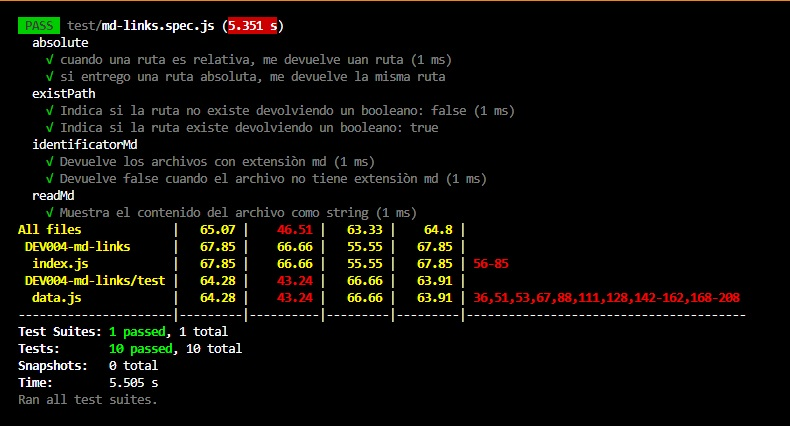 PASS test/md-links.spec.js (5.351 s)
absolute
√ cuando una ruta es relativa, me devuelve uan ruta (1 ms)
√ si entrego una ruta absoluta, me devuelve la misma ruta
existPath
√ Indica si la ruta no existe devolviendo un booleano: false (1 ms)
√ Indica si la ruta existe devolviendo un booleano: true
identificatorMd
√ Devuelve los archivos con extensiòn md (1 ms)
√ Devuelve false cuando el archivo no tiene extensiòn md (1 ms)
readMd
√ Muestra el contenido del archivo como string (1 ms)
All files | 65.07 | 46.51 | 63.33 | 64.8 |
DEV004-md-links | 67.85 | 66.66 | 55.55 | 67.85 |
index.js | 67.85 | 66.66 | 55.55 | 67.85 | 56-85
DEV004-md-links/test | 64.28 | 43.24 | 66.66 | 63.91 |
data.js | 64.28 | 43.24 | 66.66 | 63.91 | 36,51,53,67,88,111,128,142-162,168-208
----------------------|---------|----------|---------|---------|----------------------------------------
Test Suites: 1 passed, 1 total
Tests: 10 passed, 10 total
Snapshots: 0 total
Time: 5.505 s
Ran all test suites.